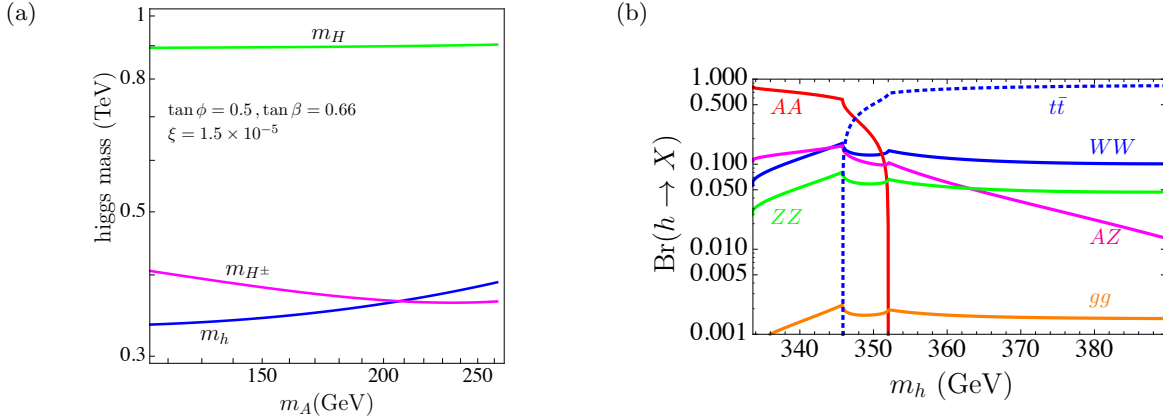 (a)
1
0.8
0.5
0.3
higgs mass (TeV)
m_H
tan ϕ = 0.5 , tan β = 0.66
ξ = 1.5 × 10^{-5}
m_{H^±}
m_h
150 200 250
m_A(GeV)
(b)
1.000
0.500
0.100
0.050
0.010
0.005
0.001
Br(h → X)
AA
tt̄
WW
ZZ
AZ
gg
340 350 360 370 380
m_h (GeV)